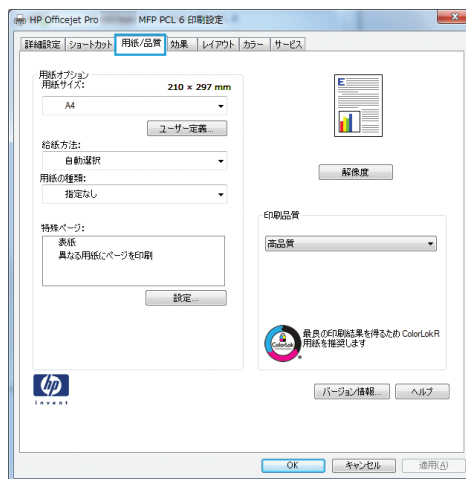 HP Officejet Pro MFP PCL 6 印刷設定
詳細設定 ショートカット 用紙/品質 効果 レイアウト カラー サービス
用紙オプション
用紙サイズ:
210 × 297 mm
A4
ユーザー定義...
給紙方法:
自動選択
用紙の種類:
指定なし
特殊ページ:
表紙
異なる用紙にページを印刷
設定...
E
解像度
印刷品質
高品質
ColorLok
最良の印刷結果を得るため ColorLokR
用紙を推奨します
hp
invent
バージョン情報... ヘルプ
OK キャンセル 適用(A)